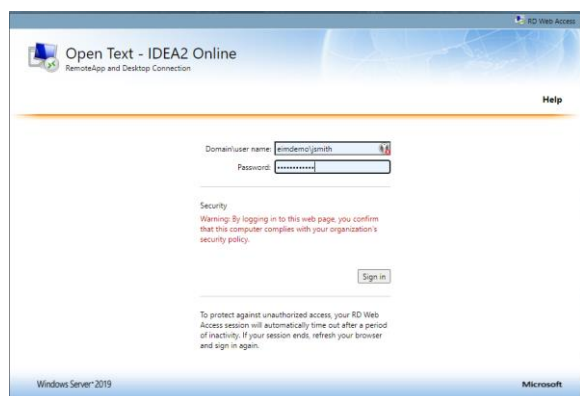 RD Web Access
Open Text - IDEA2 Online
RemoteApp and Desktop Connection
Help
Domain\user name: eimdemo\jsmith
Password: ••••••••••••
Security
Warning: By logging in to this web page, you confirm
that this computer complies with your organization's
security policy.
Sign in
To protect against unauthorized access, your RD Web
Access session will automatically time out after a period
of inactivity. If your session ends, refresh your browser
and sign in again.
Windows Server 2019
Microsoft